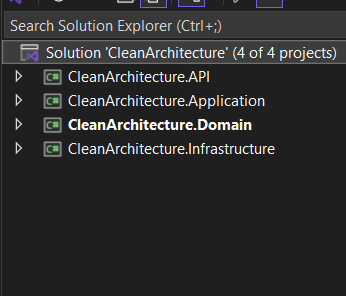 Search Solution Explorer (Ctrl+;)
Solution 'CleanArchitecture' (4 of 4 projects)
C# CleanArchitecture.API
C# CleanArchitecture.Application
C# CleanArchitecture.Domain
C# CleanArchitecture.Infrastructure